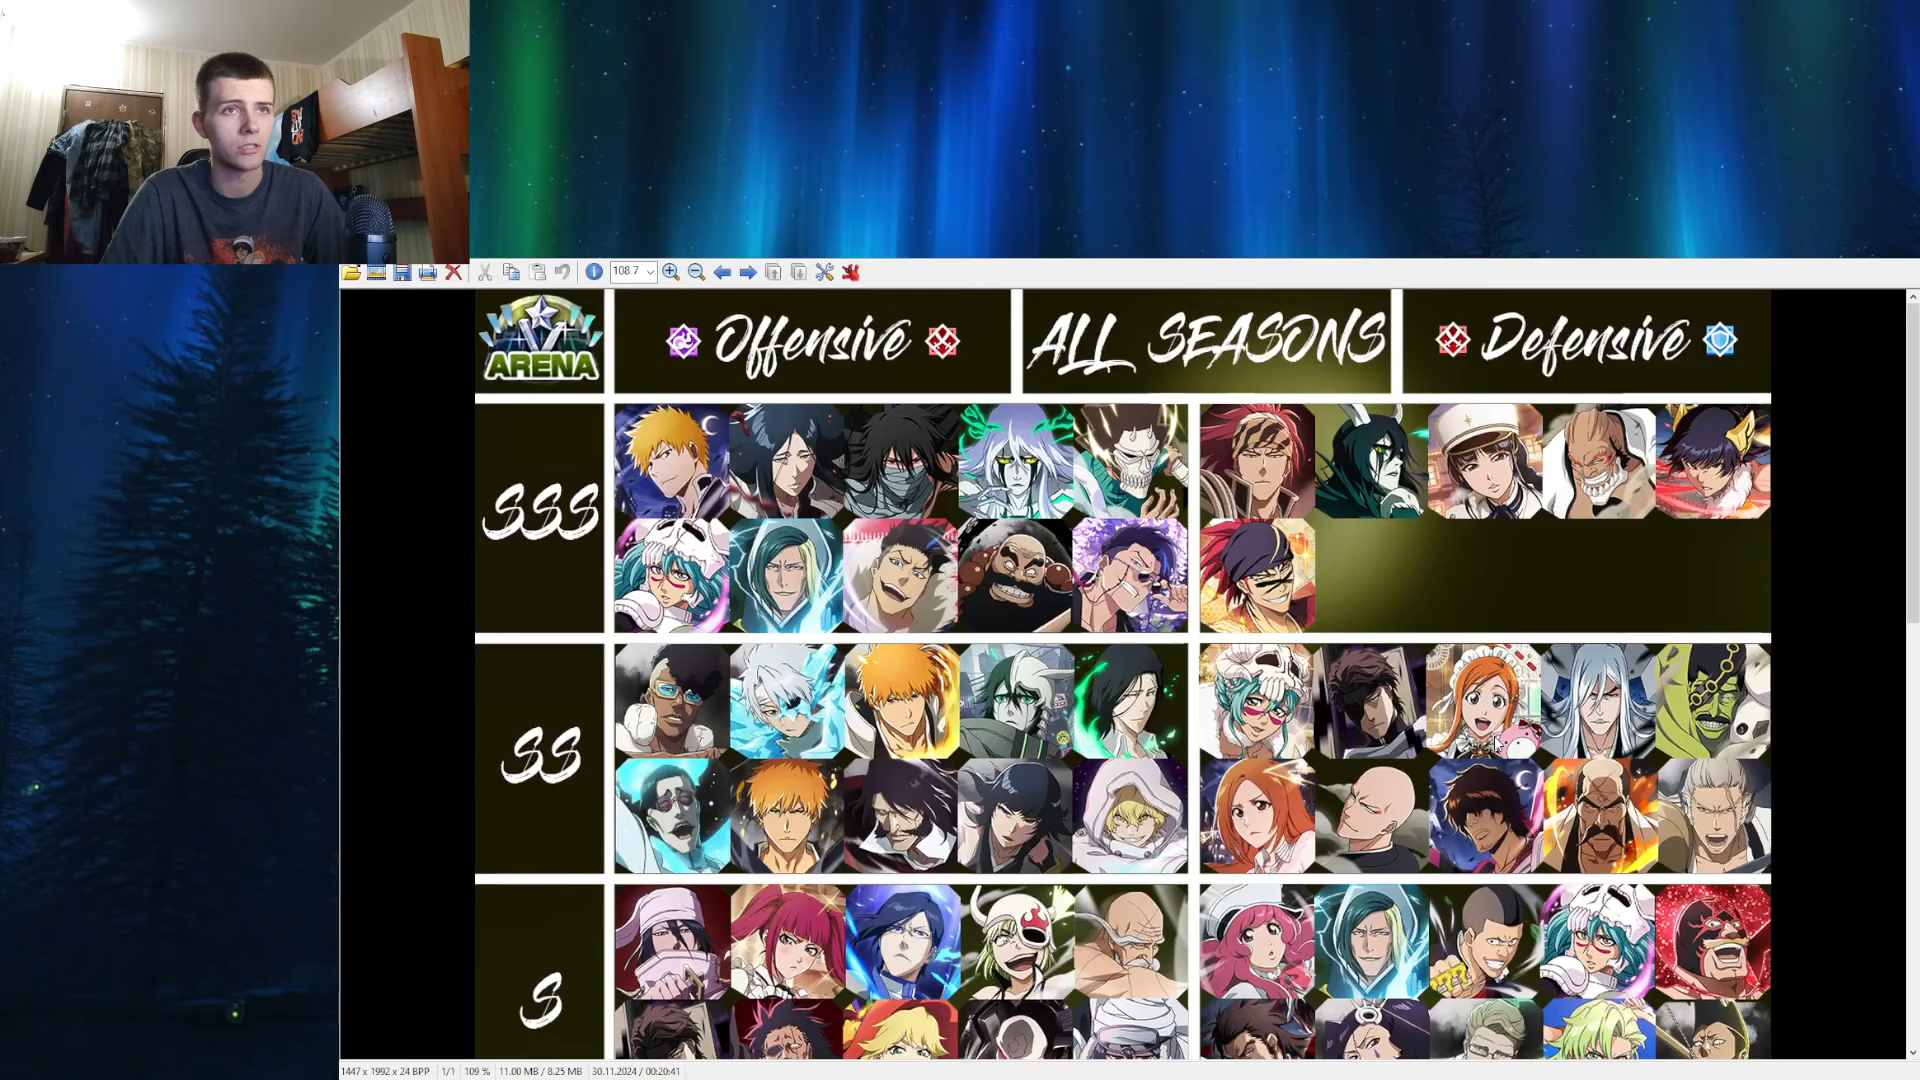 108.7
ARENA
Offensive
ALL SEASONS
Defensive
SSS
SS
S
1447 x 1992 x 24 BPP 1/1 109 % 11.00 MB / 8.25 MB 30.11.2024 / 00:20:41